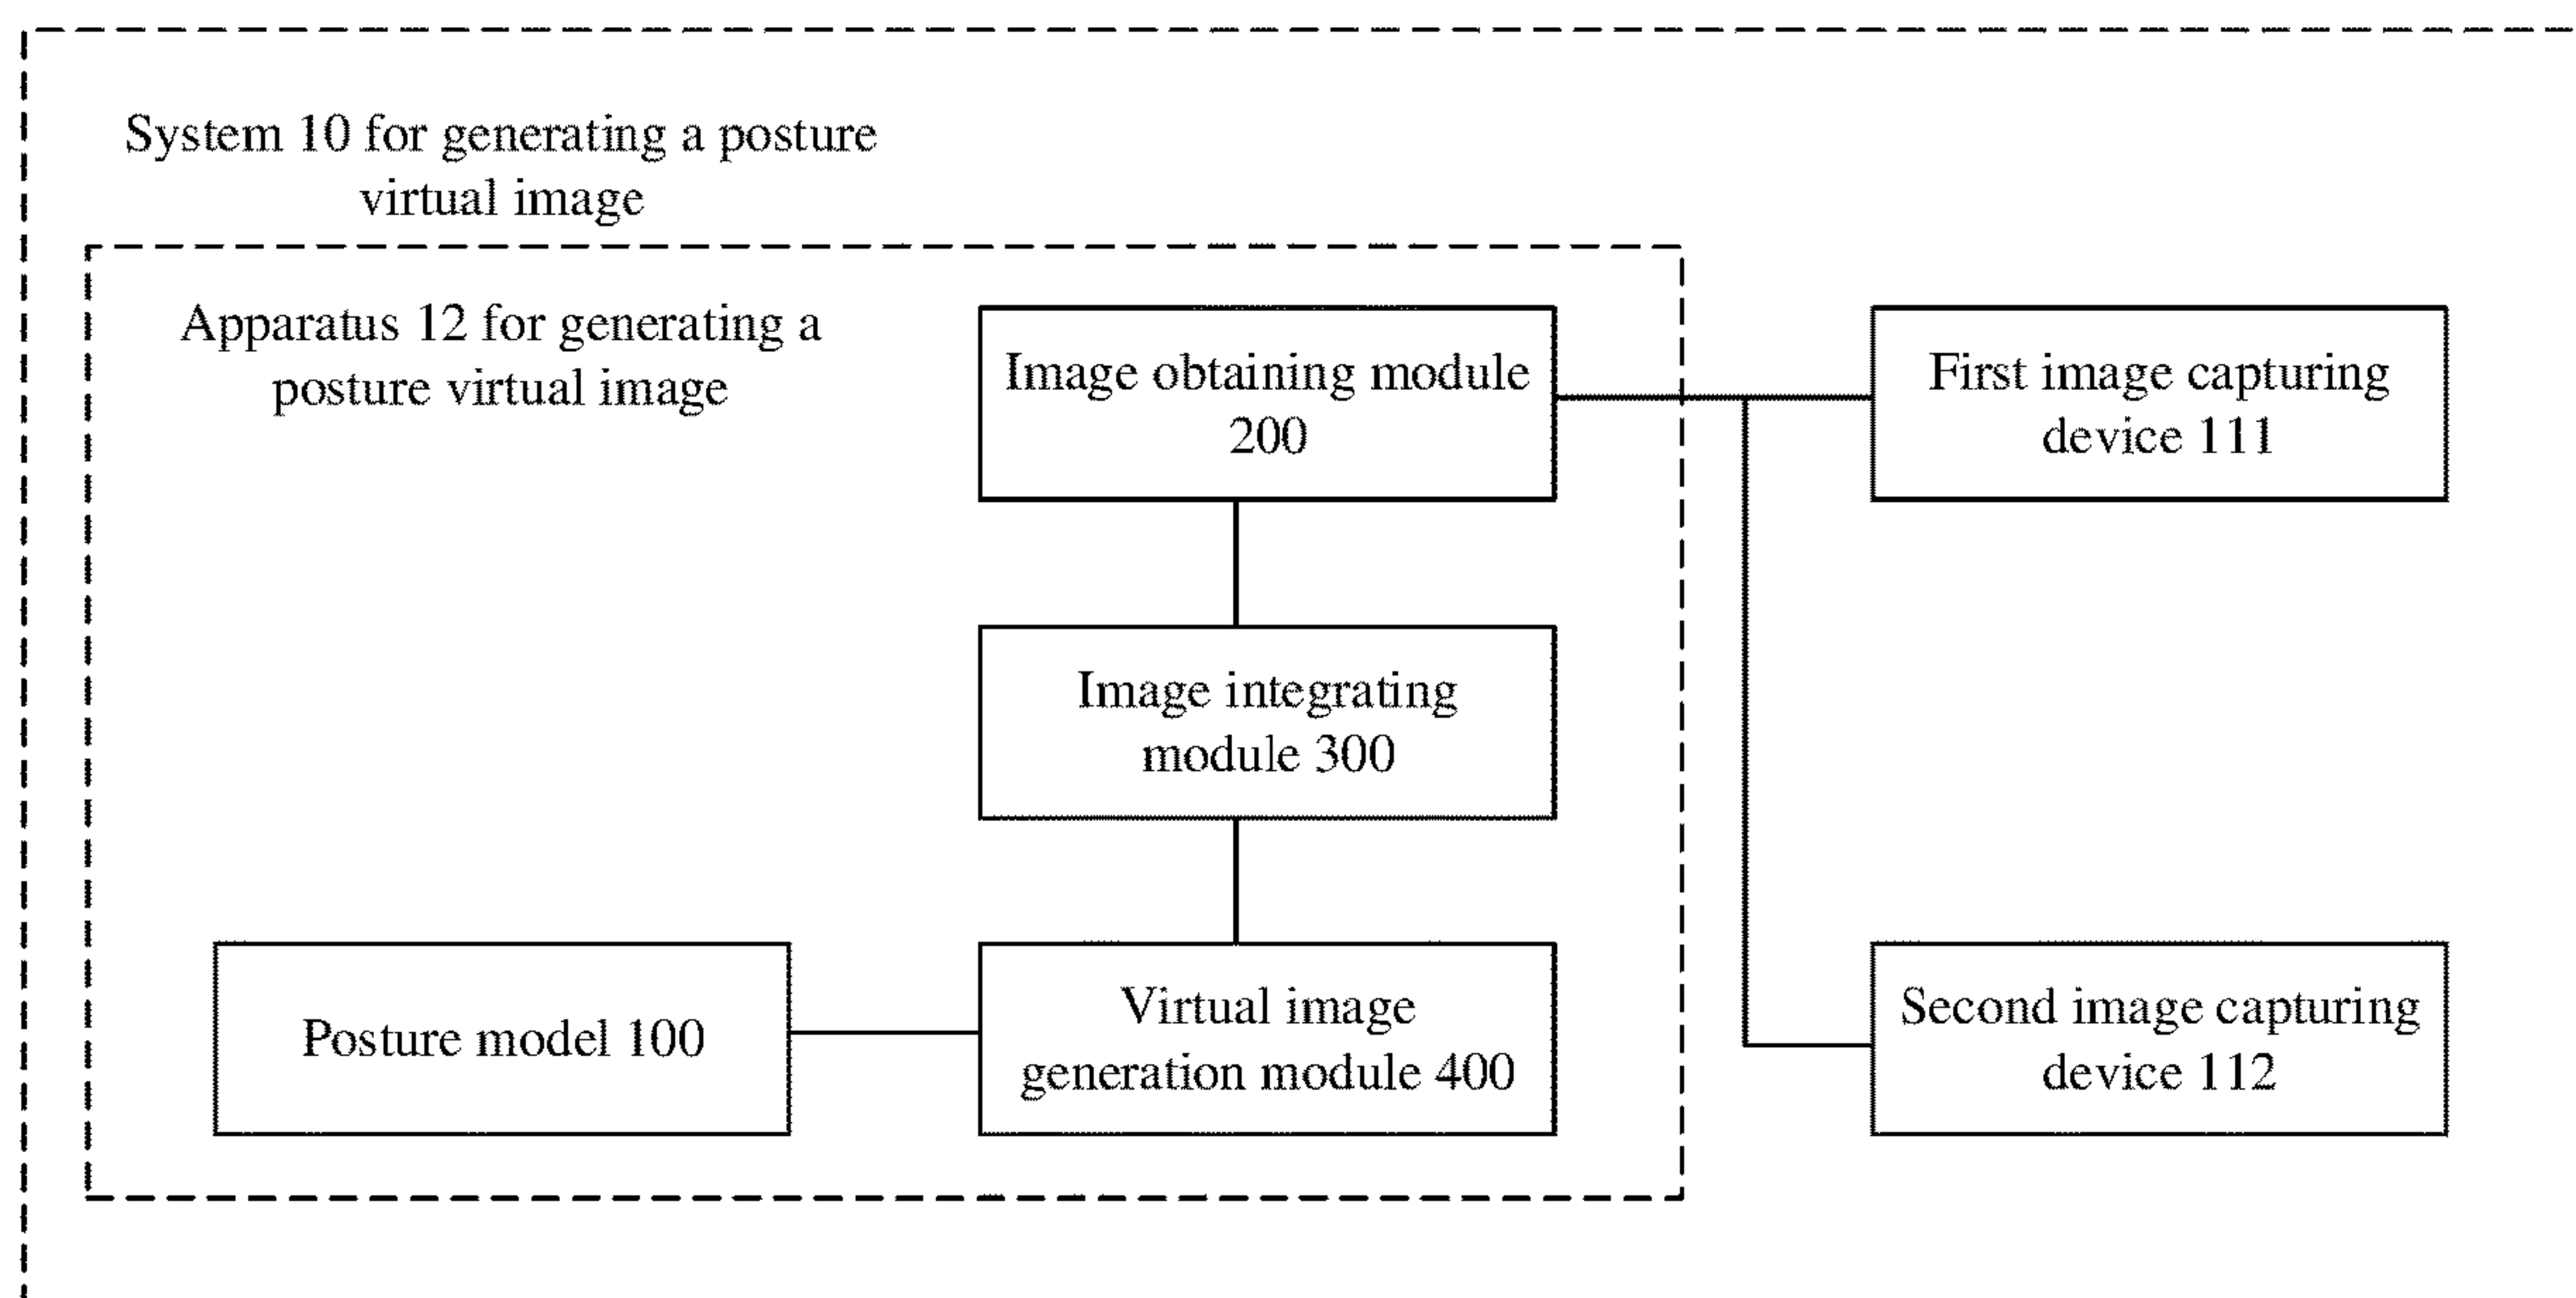 System 10 for generating a posture
virtual image
Apparatus 12 for generating a
posture virtual image
Image obtaining module
200
First image capturing
device 111
Image integrating
module 300
Posture model 100
Virtual image
generation module 400
Second image capturing
device 112